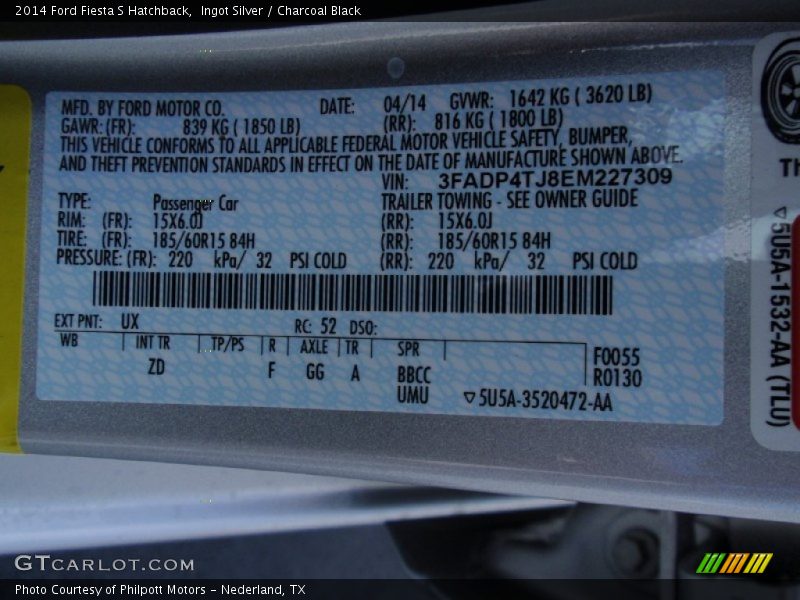 2014 Ford Fiesta S Hatchback, Ingot Silver / Charcoal Black
MFD. BY FORD MOTOR CO. DATE: 04/14 GVWR: 1642 KG ( 3620 LB)
GAWR: (FR): 839 KG ( 1850 LB) (RR): 816 KG ( 1800 LB)
THIS VEHICLE CONFORMS TO ALL APPLICABLE FEDERAL MOTOR VEHICLE SAFETY, BUMPER,
AND THEFT PREVENTION STANDARDS IN EFFECT ON THE DATE OF MANUFACTURE SHOWN ABOVE.
VIN: 3FADP4TJ8EM227309
TYPE: Passenger Car TRAILER TOWING - SEE OWNER GUIDE
RIM: (FR): 15X6.0J (RR): 15X6.0J
TIRE: (FR): 185/60R15 84H (RR): 185/60R15 84H
PRESSURE: (FR): 220 kPa/ 32 PSI COLD (RR): 220 kPa/ 32 PSI COLD
EXT PNT: UX RC: 52 DSO:
WB INT TR TP/PS R AXLE TR SPR
ZD F GG A BBCC
UMU
F0055
R0130
▽5U5A-3520472-AA
Th
▽5U5A-1532-AA (TLU)
GTCARLOT.COM
Photo Courtesy of Philpott Motors - Nederland, TX